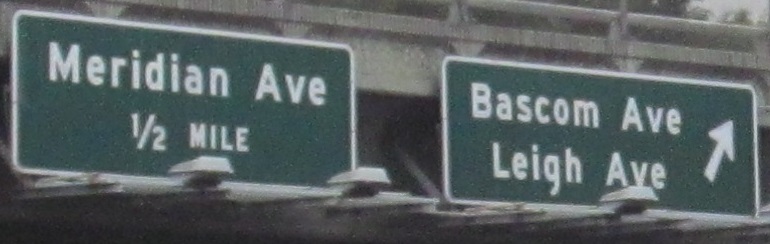 Meridian Ave
1/2 MILE
Bascom Ave
Leigh Ave